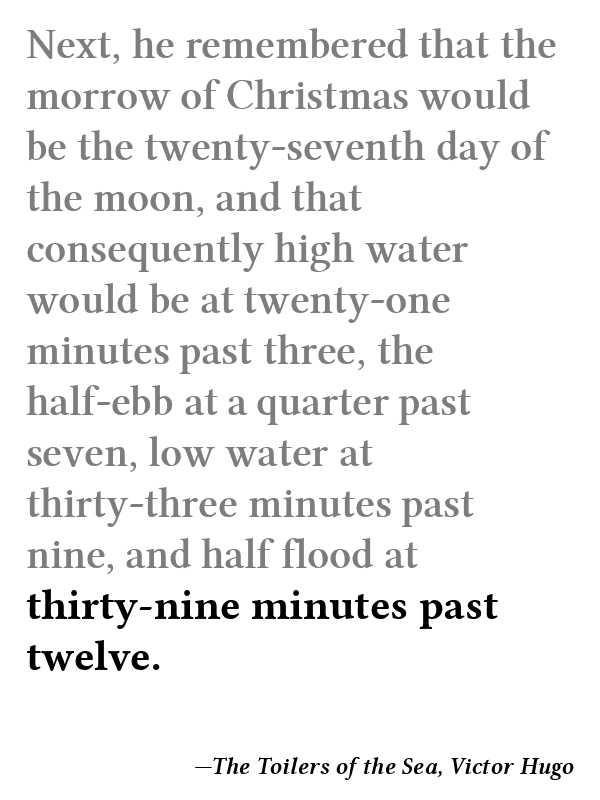 Next, he remembered that the
morrow of Christmas would
be the twenty-seventh day of
the moon, and that
consequently high water
would be at twenty-one
minutes past three, the
half-ebb at a quarter past
seven, low water at
thirty-three minutes past
nine, and half flood at
thirty-nine minutes past
twelve.
—The Toilers of the Sea, Victor Hugo